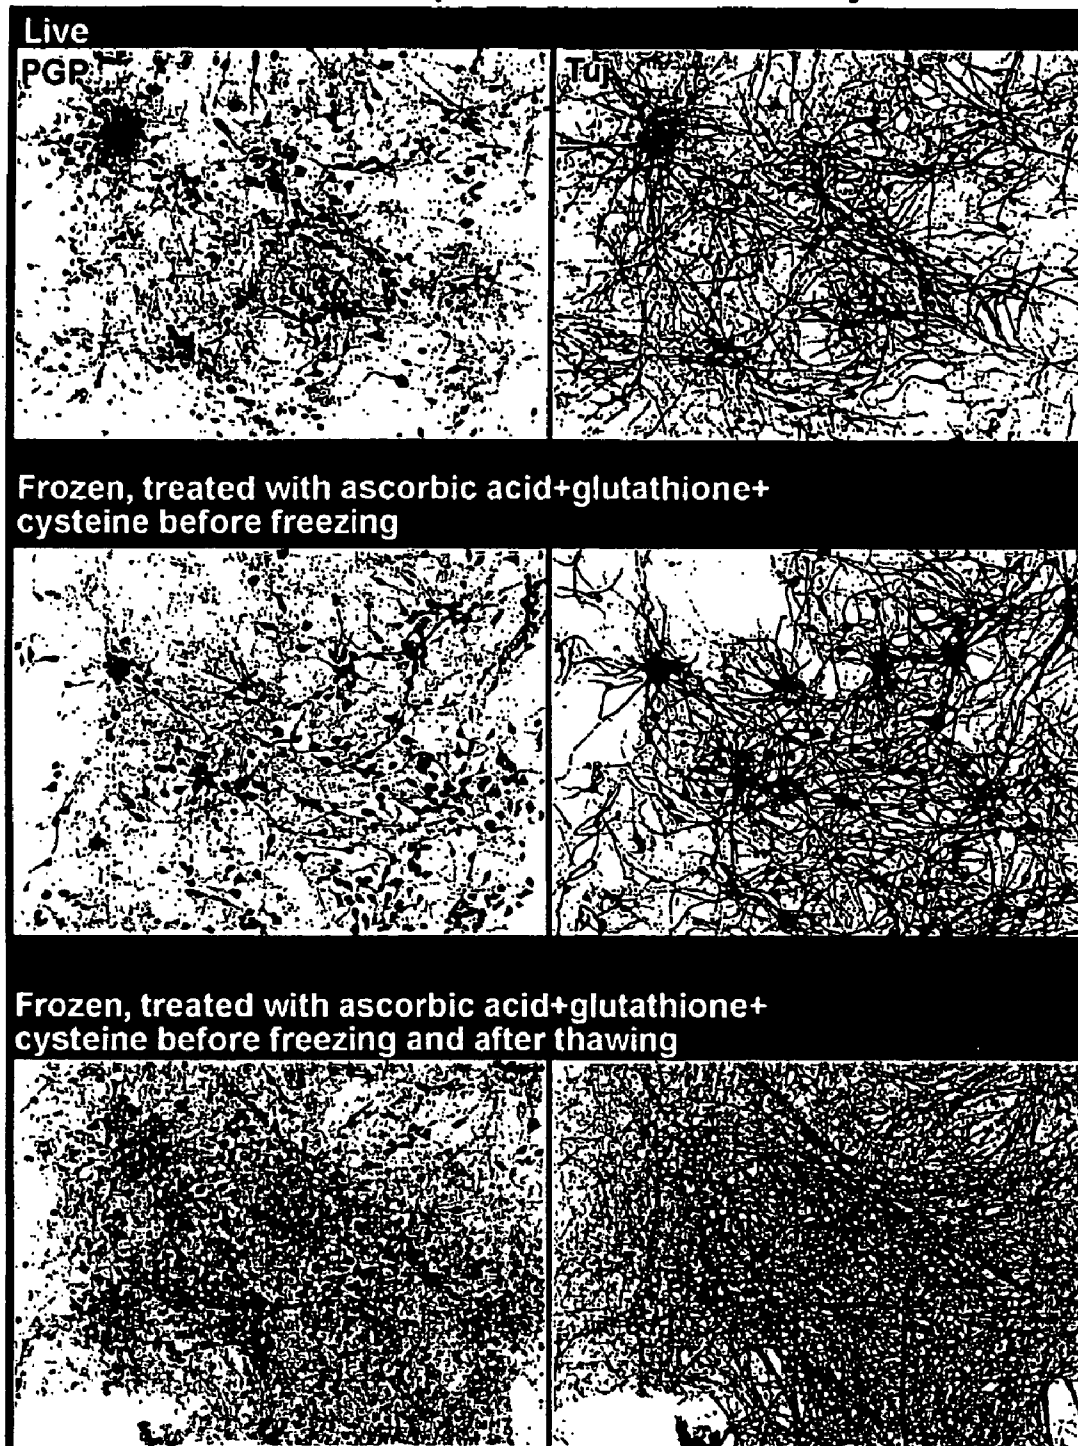 Live
PGP
Tuj
Frozen, treated with ascorbic acid+glutathione+
cysteine before freezing
Frozen, treated with ascorbic acid+glutathione+
cysteine before freezing and after thawing